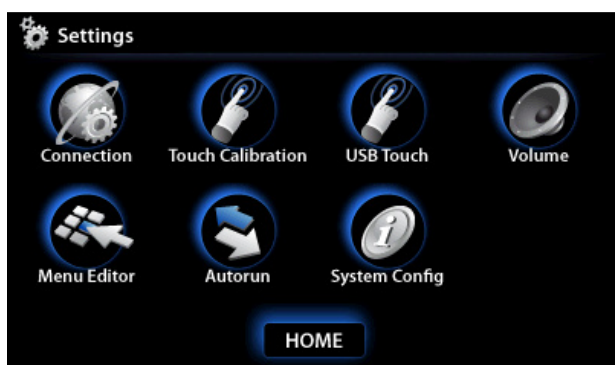 Settings
Connection
Touch Calibration
USB Touch
Volume
Menu Editor
Autorun
System Config
HOME